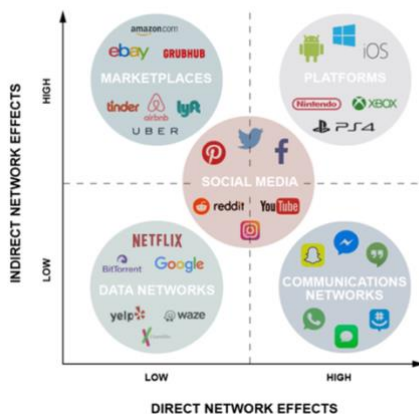 amazon.com
ebay
GRUBHUB
MARKETPLACES
tinder
airbnb
lyft
UBER
iOS
PLATFORMS
Nintendo
XBOX
PS4
SOCIAL MEDIA
reddit
YouTube
NETFLIX
BitTorrent
Google
DATA NETWORKS
yelp
waze
COMMUNICATIONS
NETWORKS
INDIRECT NETWORK EFFECTS
HIGH
LOW
LOW
HIGH
DIRECT NETWORK EFFECTS